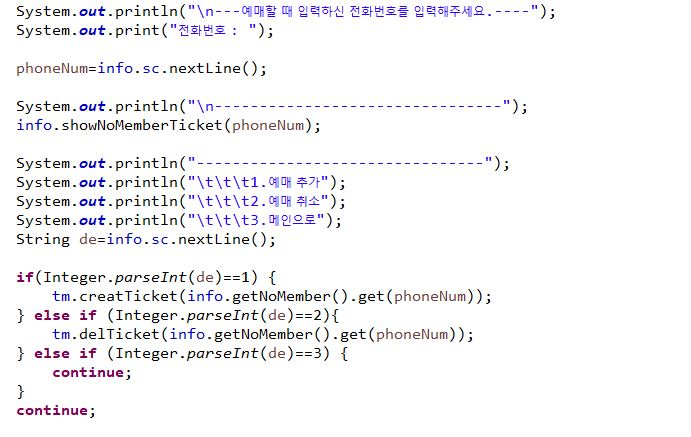 System.out.println("\n---예매할 때 입력하신 전화번호를 입력해주세요.----");
System.out.print("전화번호 : ");
phoneNum=info.sc.nextLine();
System.out.println("\n---------------------------------");
info.showNoMemberTicket(phoneNum);
System.out.println("---------------------------------");
System.out.println("\t\t\t1.예매 추가");
System.out.println("\t\t\t2.예매 취소");
System.out.println("\t\t\t3.메인으로");
String de=info.sc.nextLine();
if(Integer.parseInt(de)==1) {
    tm.creatTicket(info.getNoMember().get(phoneNum));
} else if (Integer.parseInt(de)==2){
    tm.delTicket(info.getNoMember().get(phoneNum));
} else if (Integer.parseInt(de)==3) {
    continue;
}
continue;